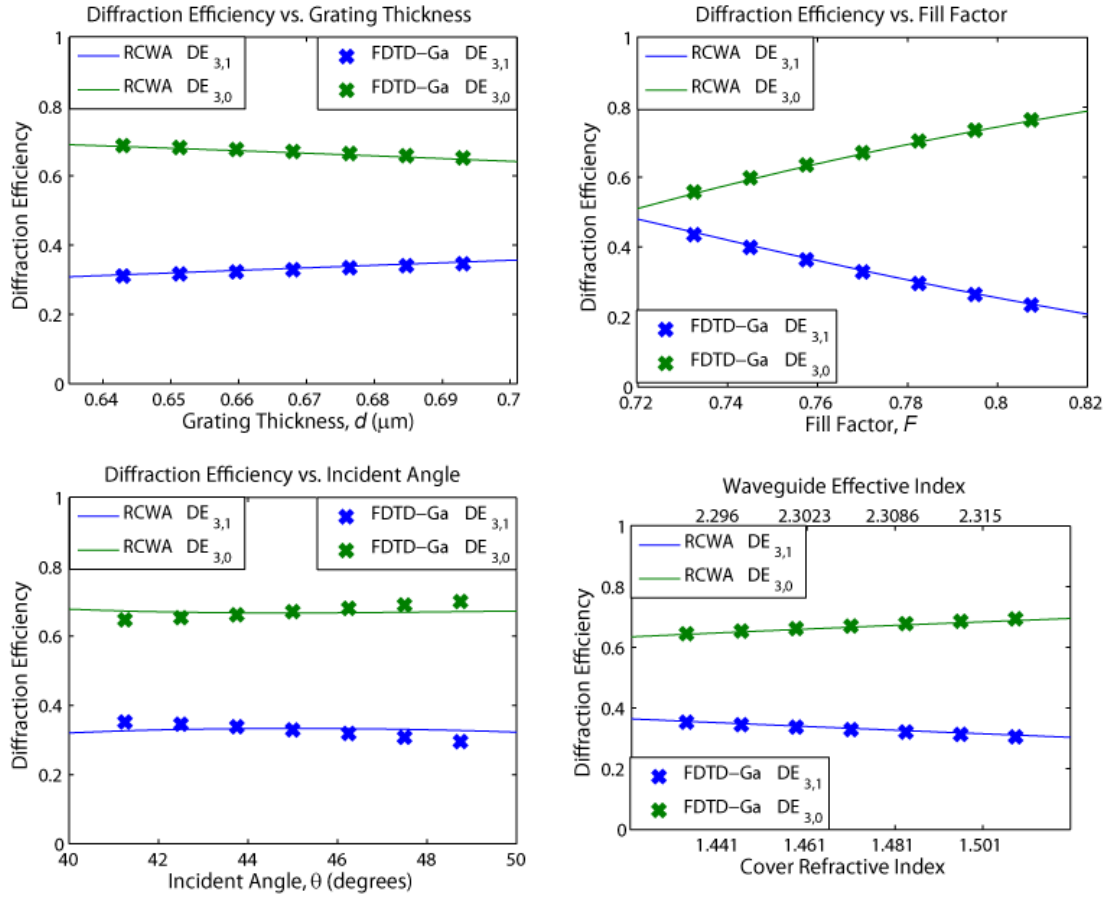 Diffraction Efficiency vs. Grating Thickness
RCWA DE 3,1
RCWA DE 3,0
FDTD−Ga DE 3,1
FDTD−Ga DE 3,0
Diffraction Efficiency
1
0.8
0.6
0.4
0.2
0
0.64 0.65 0.66 0.67 0.68 0.69 0.7
Grating Thickness, d (μm)
Diffraction Efficiency vs. Fill Factor
RCWA DE 3,1
RCWA DE 3,0
Diffraction Efficiency
1
0.8
0.6
0.4
0.2
0
FDTD−Ga DE 3,1
FDTD−Ga DE 3,0
0.72 0.74 0.76 0.78 0.8 0.82
Fill Factor, F
Diffraction Efficiency vs. Incident Angle
RCWA DE 3,1
RCWA DE 3,0
FDTD−Ga DE 3,1
FDTD−Ga DE 3,0
Diffraction Efficiency
1
0.8
0.6
0.4
0.2
0
40 42 44 46 48 50
Incident Angle, θ (degrees)
Waveguide Effective Index
2.296 2.3023 2.3086 2.315
RCWA DE 3,1
RCWA DE 3,0
Diffraction Efficiency
1
0.8
0.6
0.4
0.2
0
FDTD−Ga DE 3,1
FDTD−Ga DE 3,0
1.441 1.461 1.481 1.501
Cover Refractive Index